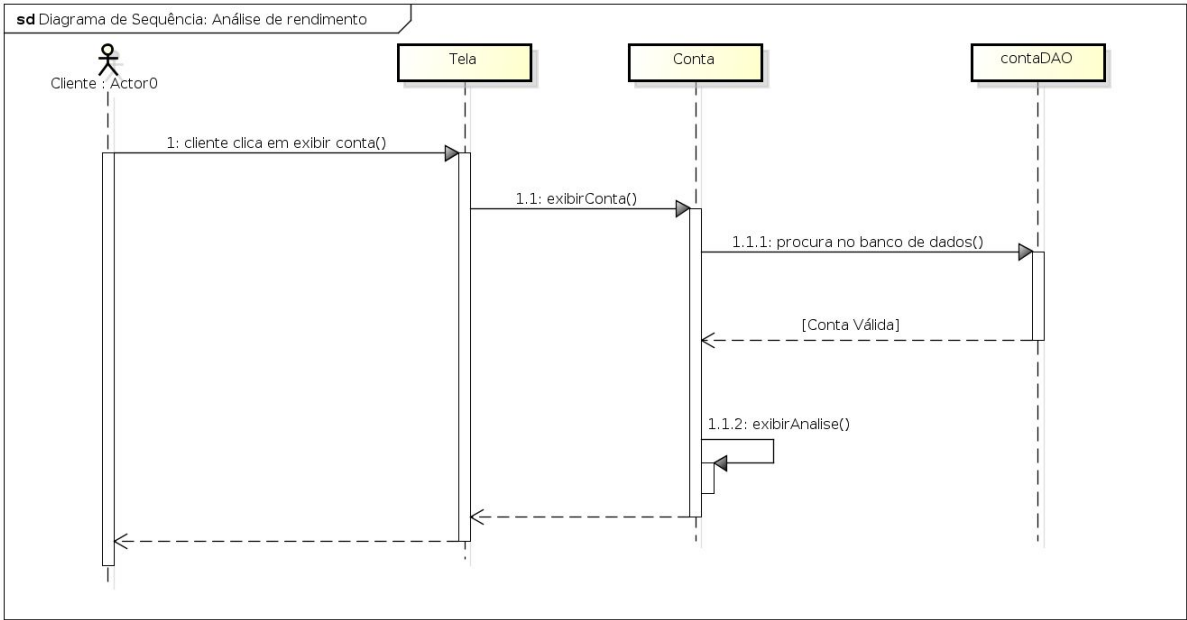 sd Diagrama de Sequência: Análise de rendimento
Cliente : Actor0
Tela
Conta
contaDAO
1: cliente clica em exibir conta()
1.1: exibirConta()
1.1.1: procura no banco de dados()
[Conta Válida]
1.1.2: exibirAnalise()